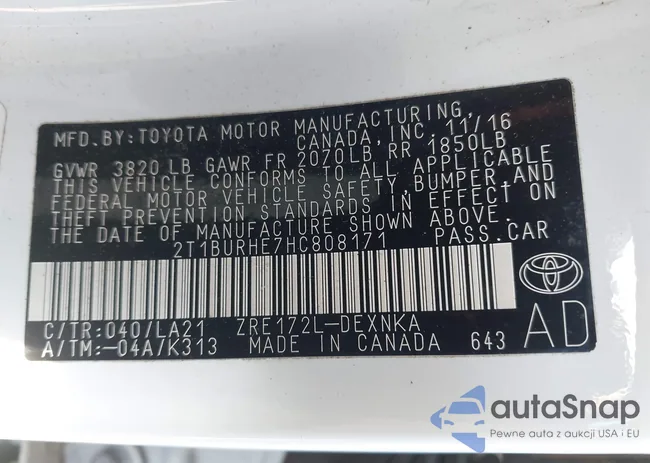 MFD.BY:TOYOTA MOTOR MANUFACTURING,
CANADA, INC. 11/16
GVWR 3820 LB GAWR FR 2070LB RR 1850LB
THIS VEHICLE CONFORMS TO ALL APPLICABLE
FEDERAL MOTOR VEHICLE SAFETY, BUMPER AND
THEFT PREVENTION STANDARDS IN EFFECT ON
THE DATE OF MANUFACTURE SHOWN ABOVE.
2T1BURHE7HC808171 PASS.CAR
C/TR:040/LA21 ZRE172L-DEXNKA
A/TM:-04A/K313 MADE IN CANADA 643
AD
autaSnap
Pewne auta z aukcji USA i EU